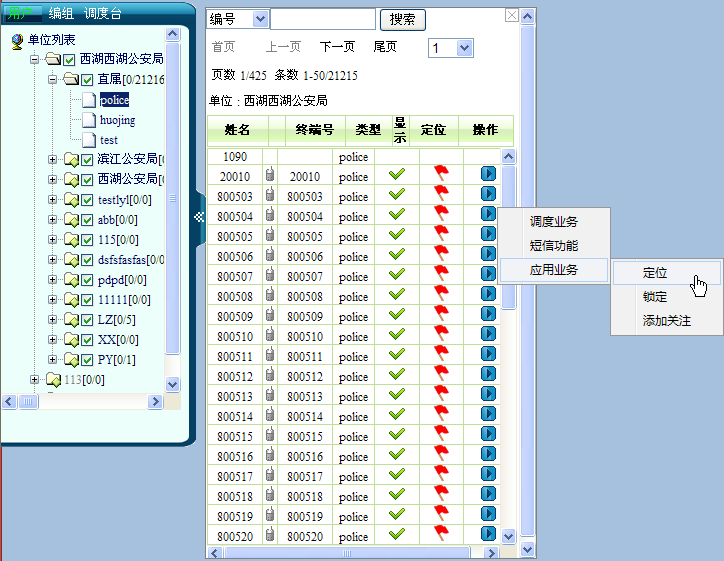 用户 编组 调度台
单位列表
西湖西湖公安局
直属[0/21216
police
huojing
test
滨江公安局[0
西湖公安局[0
testlyl[0/0]
abb[0/0]
115[0/0]
dsfsfasfas[0/0
pdpd[0/0]
11111[0/0]
LZ[0/5]
XX[0/0]
PY[0/1]
113[0/0]
编号 搜索
首页 上一页 下一页 尾页 1
页数 1/425 条数 1-50/21215
单位：西湖西湖公安局
姓名 终端号 类型 显示 定位 操作
1090 police
20010 20010 police
800503 800503 police
800504 800504 police
800505 800505 police
800506 800506 police
800507 800507 police
800508 800508 police
800509 800509 police
800510 800510 police
800511 800511 police
800512 800512 police
800513 800513 police
800514 800514 police
800515 800515 police
800516 800516 police
800517 800517 police
800518 800518 police
800519 800519 police
800520 800520 police
调度业务
短信功能
应用业务
定位
锁定
添加关注